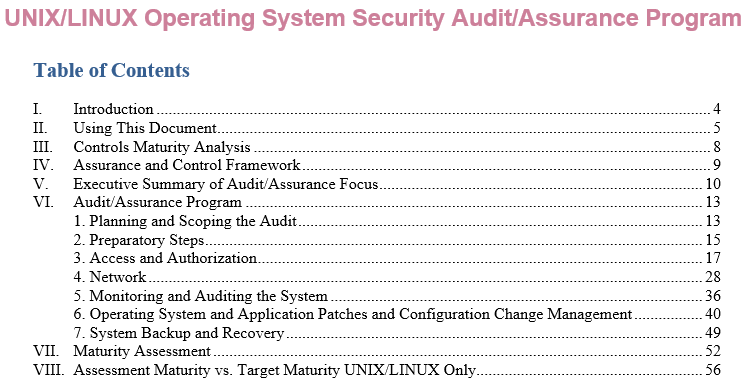 UNIX/LINUX Operating System Security Audit/Assurance Program
Table of Contents
I. Introduction 4
II. Using This Document 5
III. Controls Maturity Analysis 8
IV. Assurance and Control Framework 9
V. Executive Summary of Audit/Assurance Focus 10
VI. Audit/Assurance Program 13
1. Planning and Scoping the Audit 13
2. Preparatory Steps 15
3. Access and Authorization 17
4. Network 28
5. Monitoring and Auditing the System 36
6. Operating System and Application Patches and Configuration Change Management 40
7. System Backup and Recovery 49
VII. Maturity Assessment 52
VIII. Assessment Maturity vs. Target Maturity UNIX/LINUX Only 56